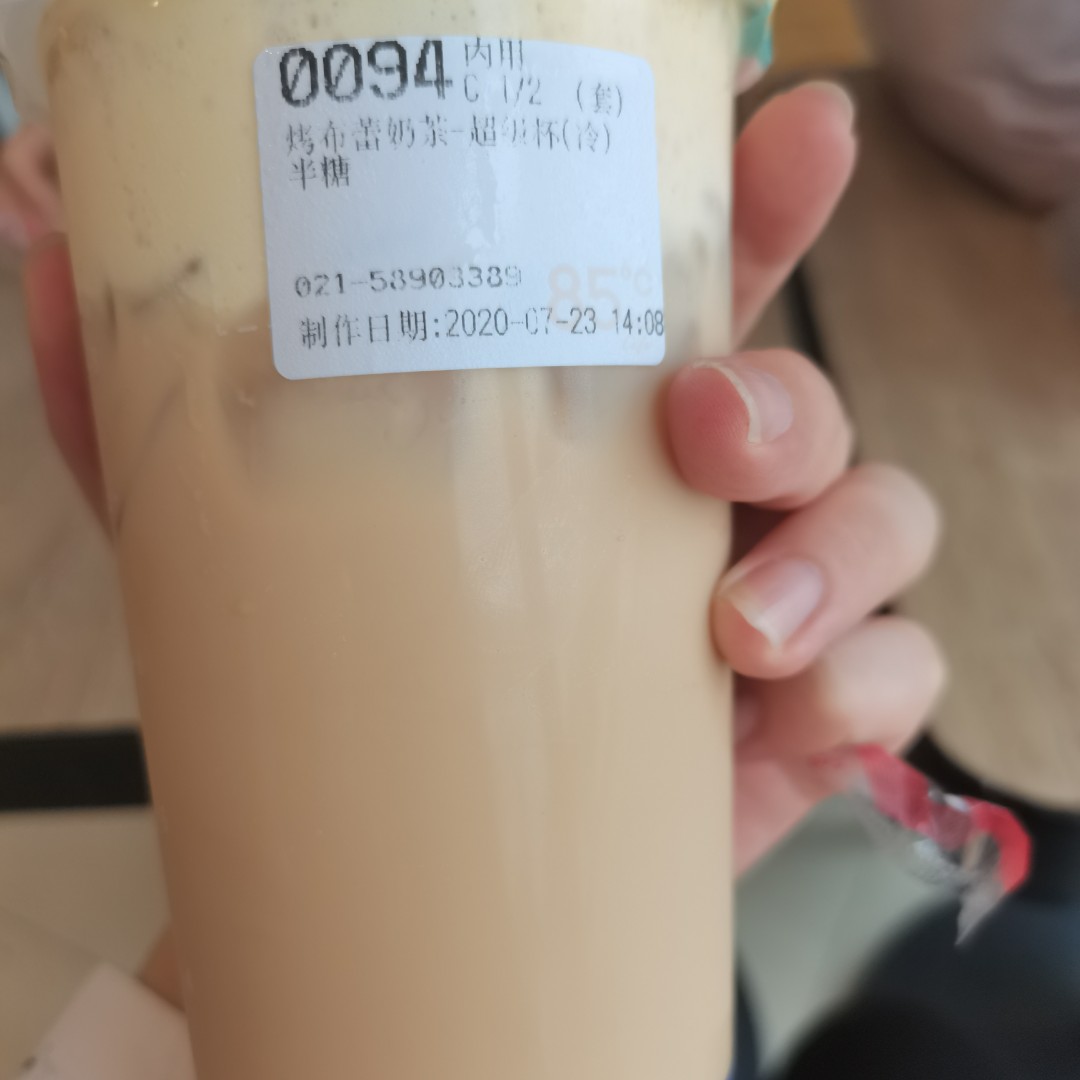 0094 内用
C 1/2 (套)
烤布蕾奶茶-超级杯(冷)
半糖
85℃
021-58903389
制作日期:2020-07-23 14:08